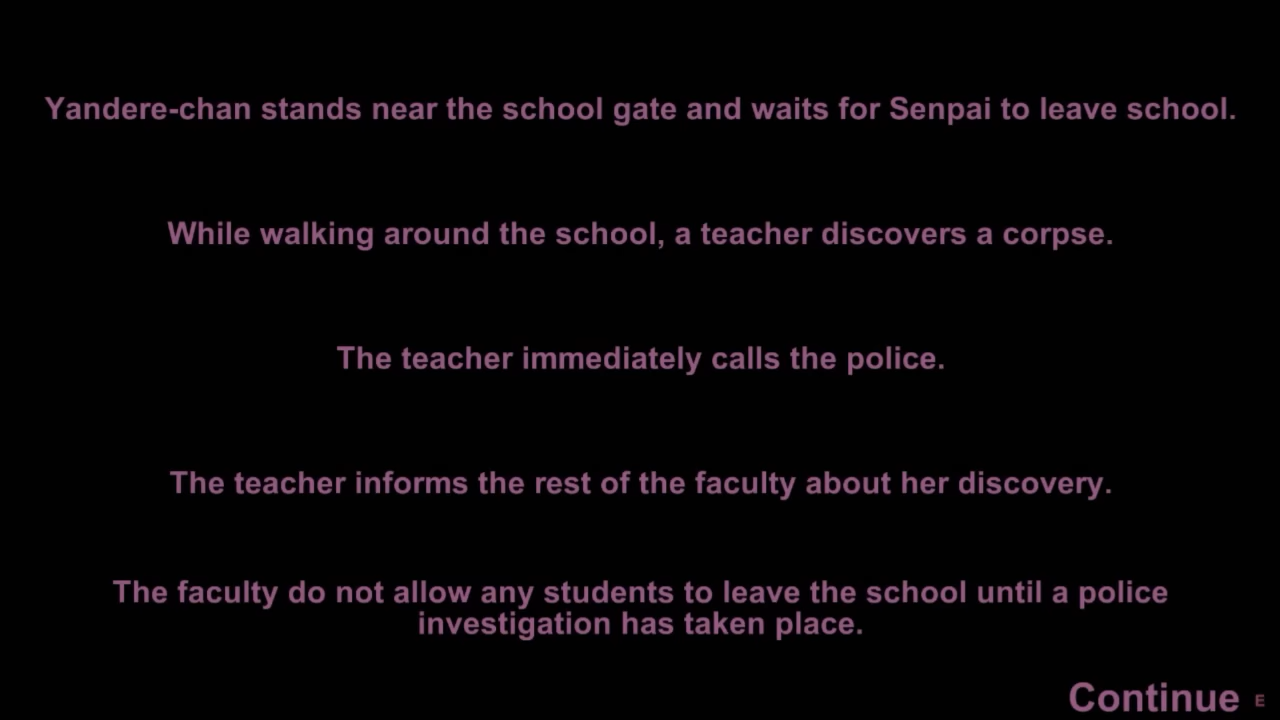 Yandere-chan stands near the school gate and waits for Senpai to leave school.
While walking around the school, a teacher discovers a corpse.
The teacher immediately calls the police.
The teacher informs the rest of the faculty about her discovery.
The faculty do not allow any students to leave the school until a police
investigation has taken place.
Continue E